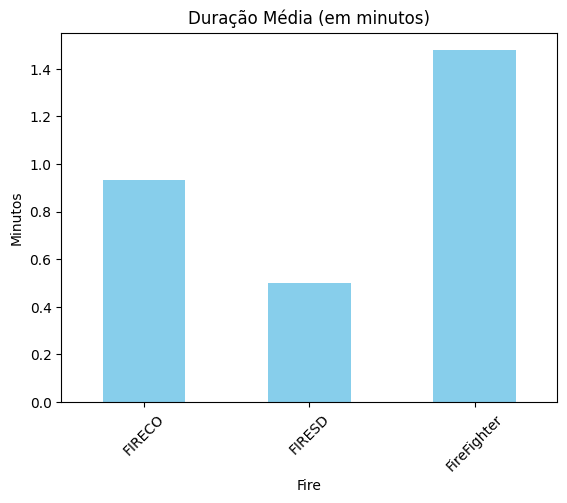 Duração Média (em minutos)
Minutos
1.4
1.2
1.0
0.8
0.6
0.4
0.2
0.0
FIRECO
FIRESD
FireFighter
Fire